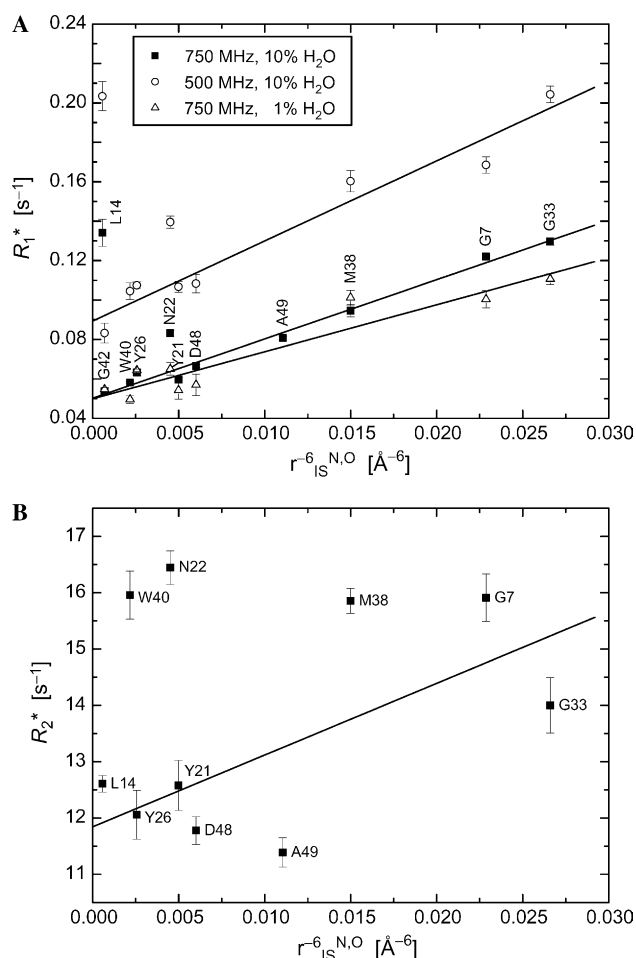 A
0.24
0.20
0.16
0.12
0.08
0.04
R₁* [s⁻¹]
750 MHz, 10% H₂O
500 MHz, 10% H₂O
750 MHz, 1% H₂O
L14
G42
W40
Y26
N22
Y21
D48
A49
M38
G7
G33
0.000 0.005 0.010 0.015 0.020 0.025 0.030
r⁻⁶IS^N,O [Å⁻⁶]
B
17
16
15
14
13
12
11
R₂* [s⁻¹]
N22
W40
M38
G7
G33
L14
Y21
Y26
D48
A49
0.000 0.005 0.010 0.015 0.020 0.025 0.030
r⁻⁶IS^N,O [Å⁻⁶]